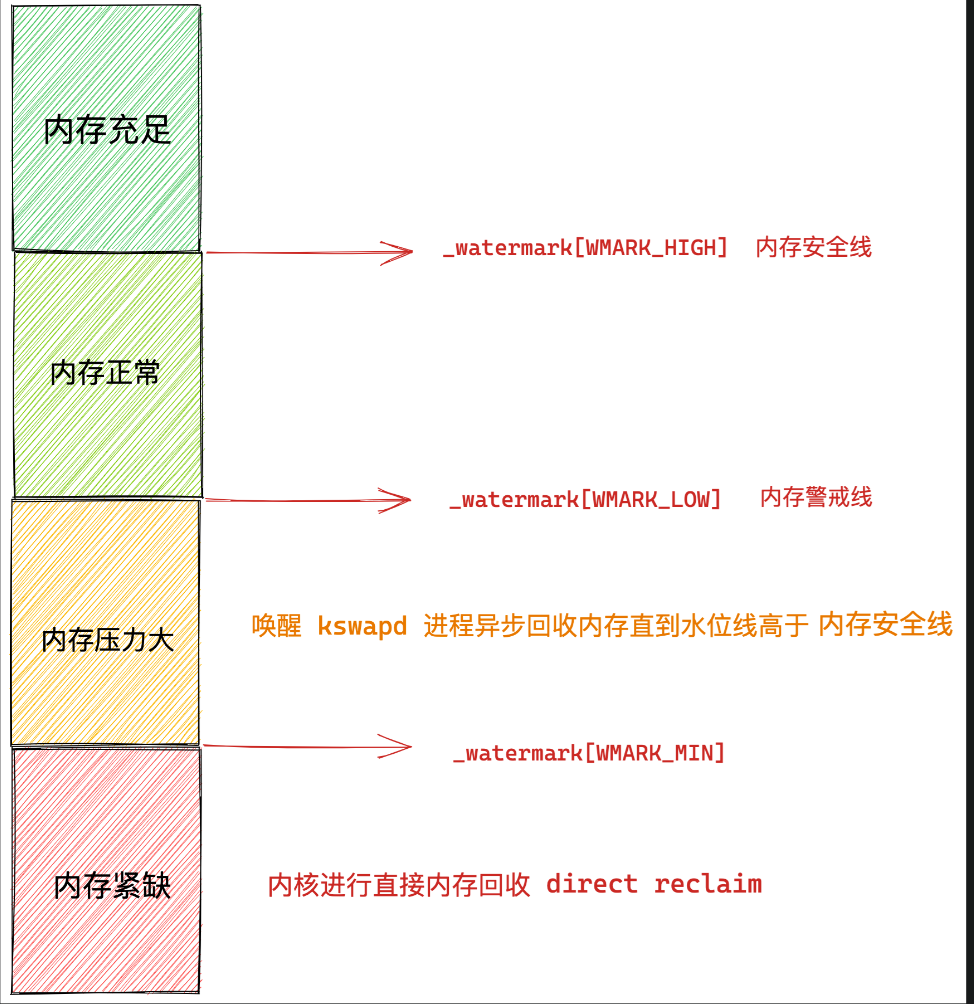 内存充足
_watermark[WMARK_HIGH] 内存安全线
内存正常
_watermark[WMARK_LOW] 内存警戒线
内存压力大
唤醒 kswapd 进程异步回收内存直到水位线高于 内存安全线
_watermark[WMARK_MIN]
内存紧缺
内核进行直接内存回收 direct reclaim